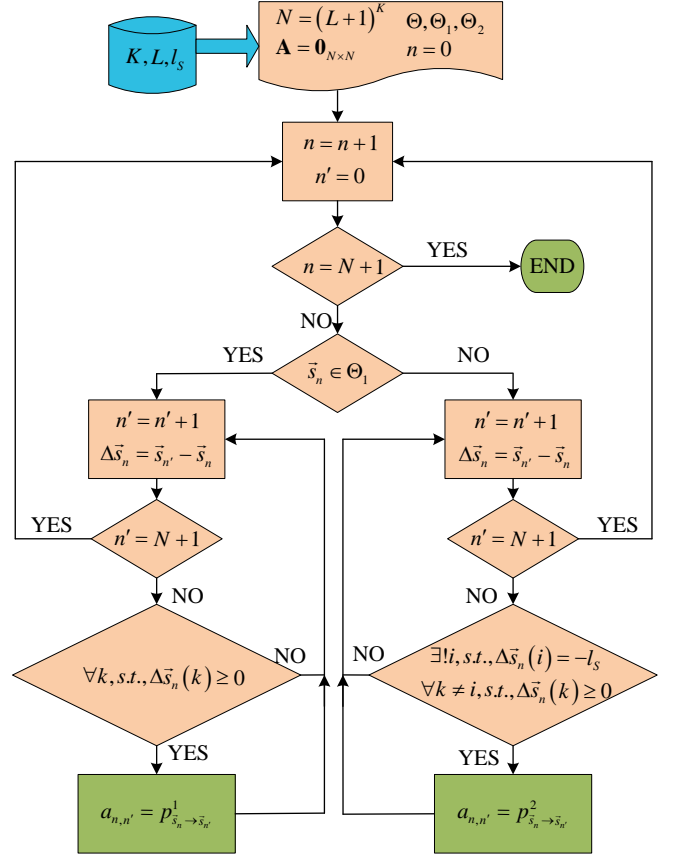 K, L, l_S
N = (L+1)^K    Θ, Θ_1, Θ_2
A = 0_{N×N}    n = 0
n = n + 1
n′ = 0
n = N + 1
YES
END
NO
s⃗_n ∈ Θ_1
YES
NO
n′ = n′ + 1
Δs⃗_n = s⃗_{n′} − s⃗_n
n′ = n′ + 1
Δs⃗_n = s⃗_{n′} − s⃗_n
YES
n′ = N + 1
n′ = N + 1
YES
NO
NO
∀k, s.t., Δs⃗_n(k) ≥ 0
NO
NO
∃!i, s.t., Δs⃗_n(i) = −l_S
∀k ≠ i, s.t., Δs⃗_n(k) ≥ 0
YES
YES
a_{n,n′} = p^1_{s⃗_n→s⃗_{n′}}
a_{n,n′} = p^2_{s⃗_n→s⃗_{n′}}